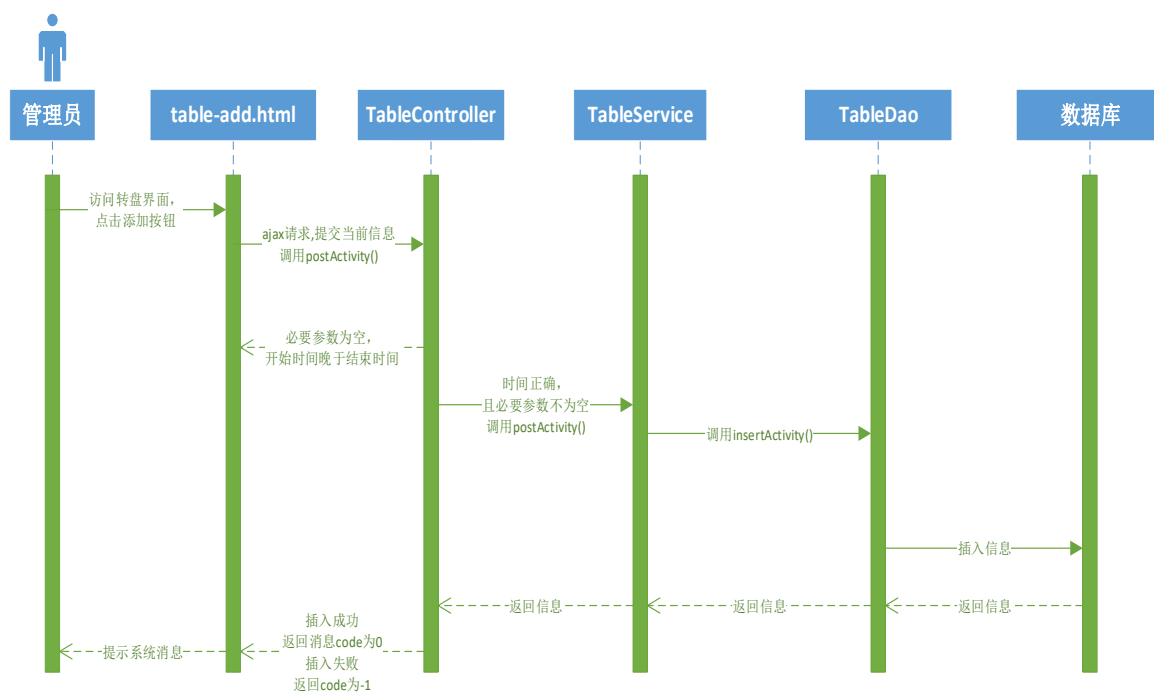 管理员
table-add.html
TableController
TableService
TableDao
数据库
访问转盘界面，
点击添加按钮
ajax请求,提交当前信息
调用postActivity()
必要参数为空，
开始时间晚于结束时间
时间正确，
且必要参数不为空
调用postActivity()
调用insertActivity()
插入信息
返回信息
返回信息
返回信息
插入成功
返回消息code为0
插入失败
返回code为-1
提示系统消息